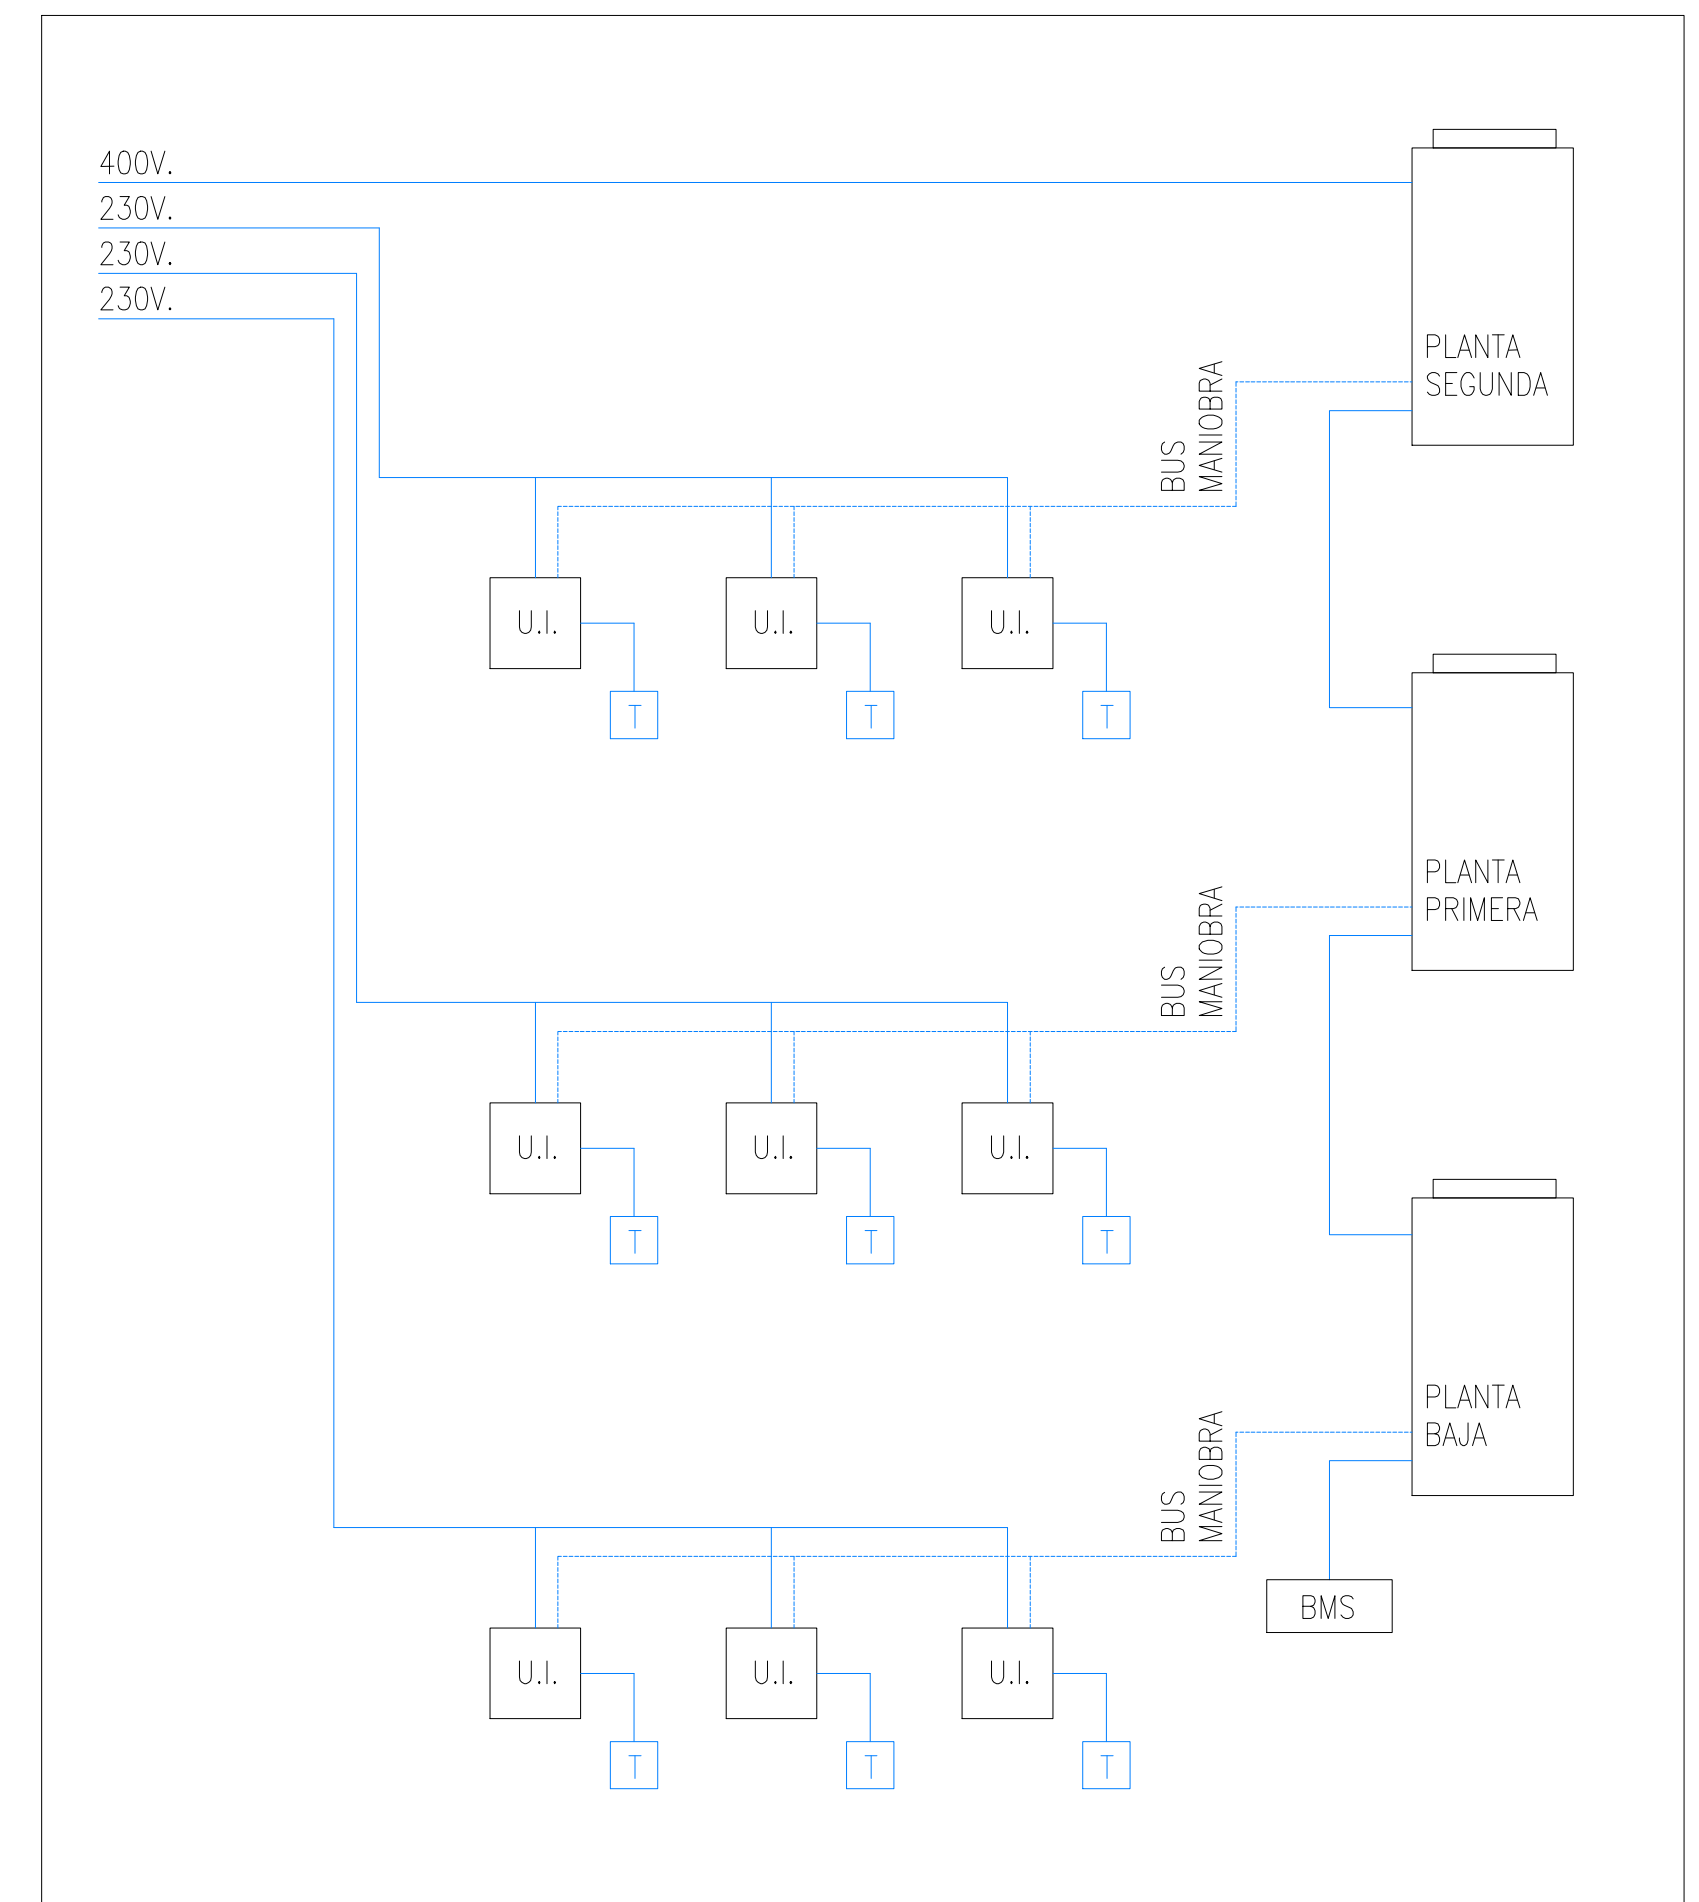 400V.
230V.
230V.
230V.
PLANTA
SEGUNDA
BUS
MANIOBRA
U.I.
U.I.
U.I.
T
T
T
PLANTA
PRIMERA
BUS
MANIOBRA
U.I.
U.I.
U.I.
T
T
T
PLANTA
BAJA
BUS
MANIOBRA
BMS
U.I.
U.I.
U.I.
T
T
T